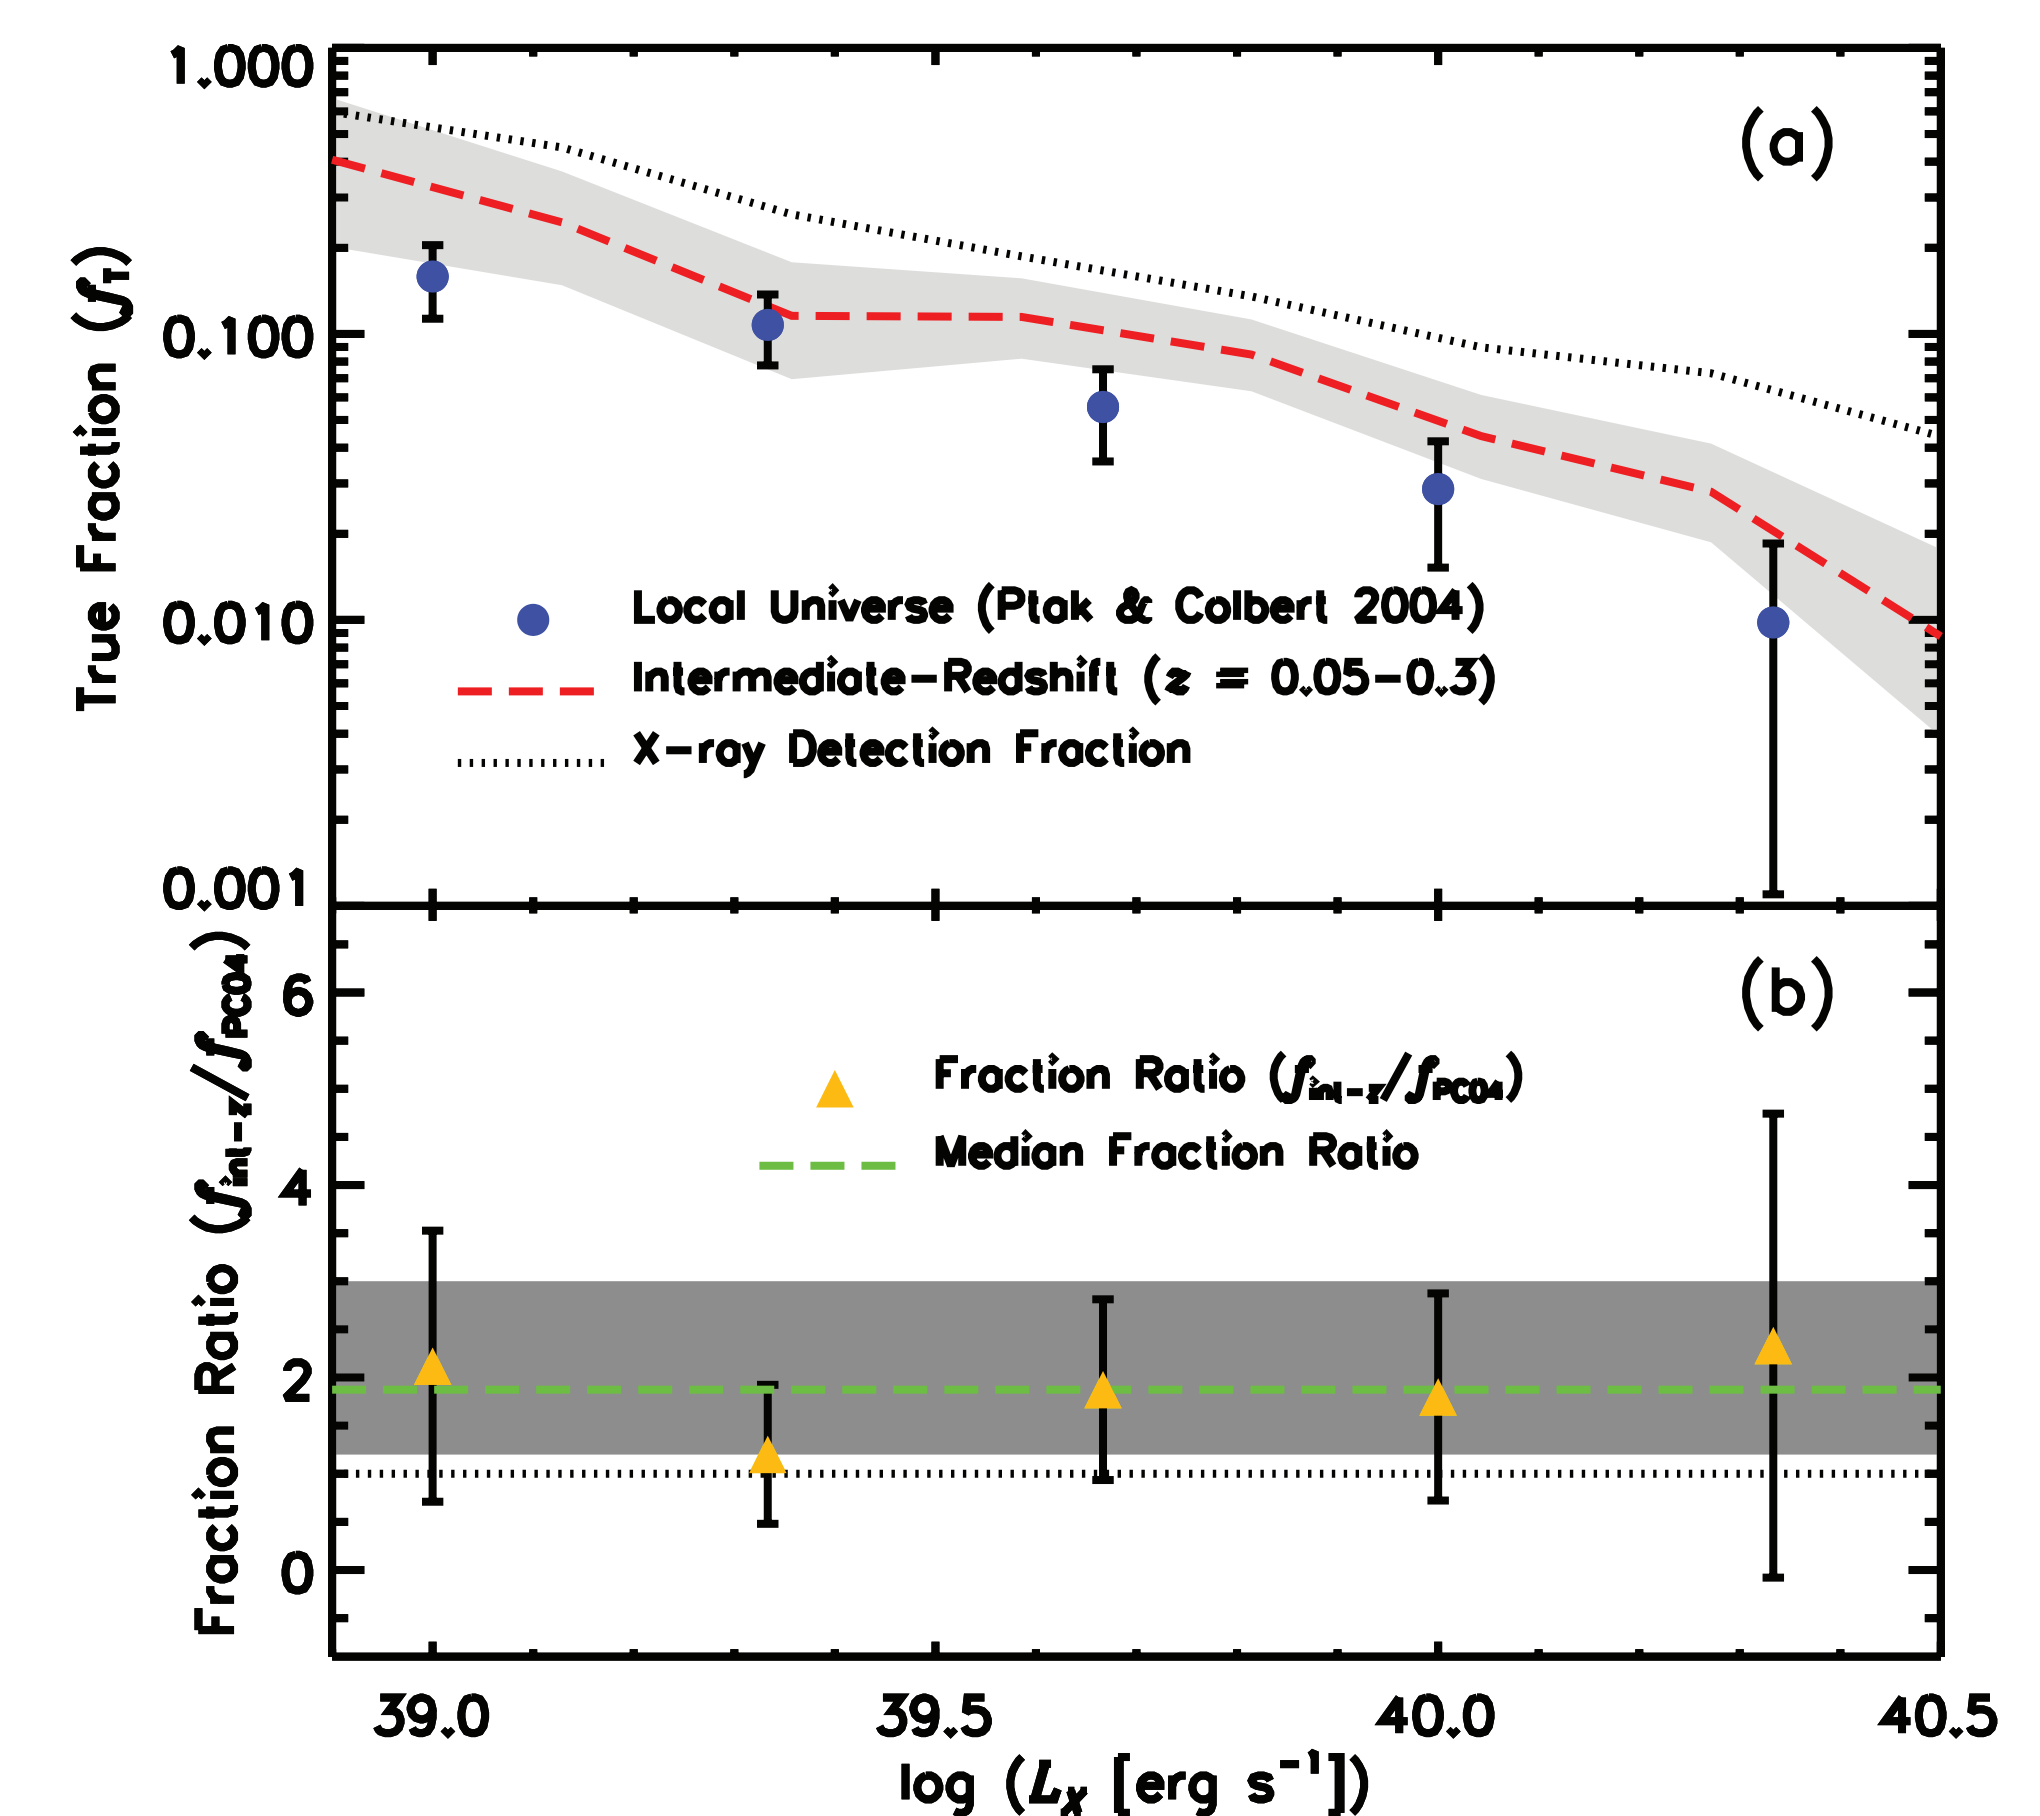 1.000
0.100
0.010
0.001
True Fraction (fT)
(a)
Local Universe (Ptak & Colbert 2004)
Intermediate-Redshift (z = 0.05-0.3)
X-ray Detection Fraction
6
4
2
0
Fraction Ratio (fint-z/fPC04)
(b)
Fraction Ratio (fint-z/fPC04)
Median Fraction Ratio
39.0 39.5 40.0 40.5
log (LX [erg s⁻¹])